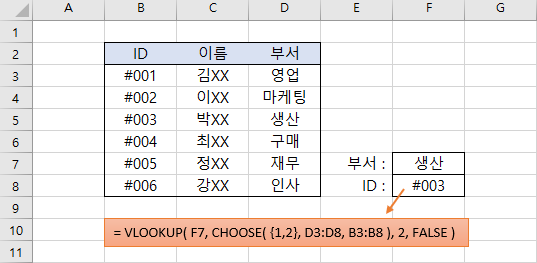 A B C D E F G
1
2 ID 이름 부서
3 #001 김XX 영업
4 #002 이XX 마케팅
5 #003 박XX 생산
6 #004 최XX 구매
7 #005 정XX 재무 부서 : 생산
8 #006 강XX 인사 ID : #003
9
10 = VLOOKUP( F7, CHOOSE( {1,2}, D3:D8, B3:B8 ), 2, FALSE )
11